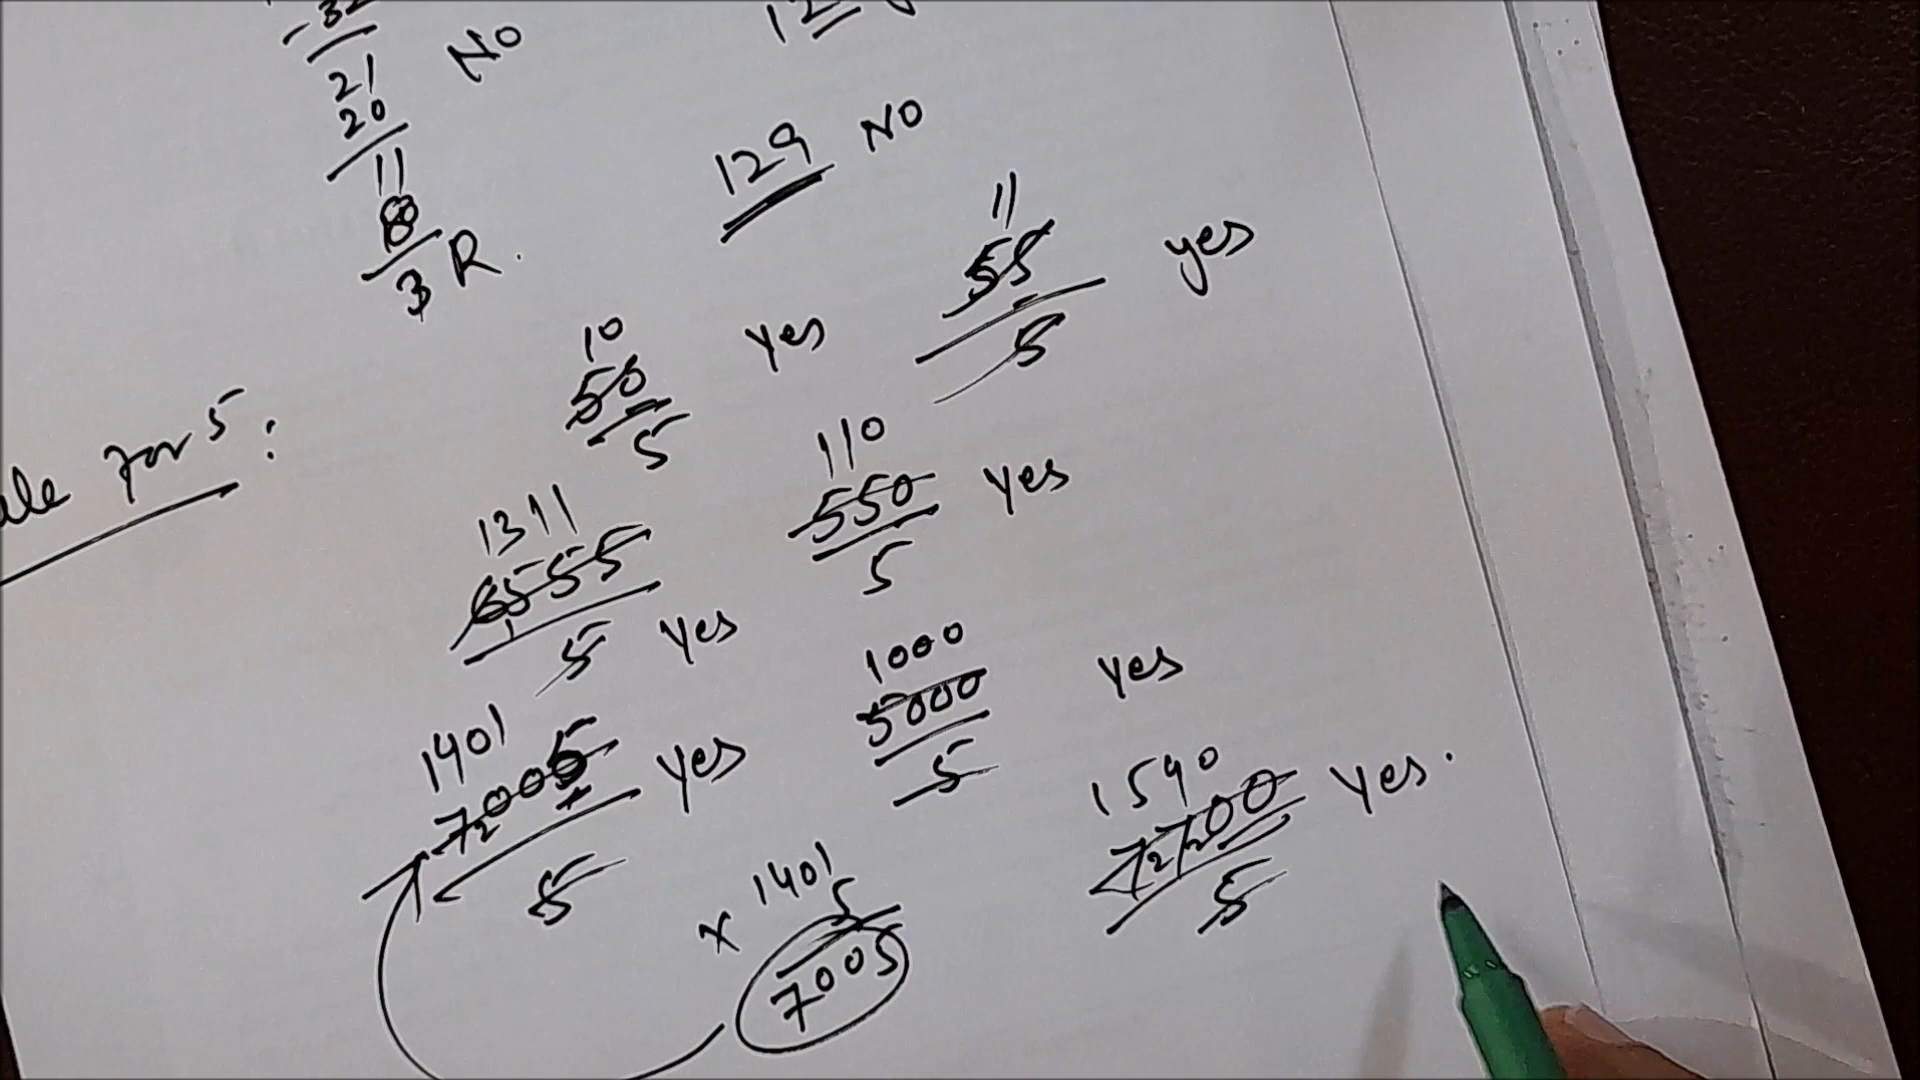 21
20
No
11
8
3 R.
129 NO
11
55
5
yes
10
50
5
yes
for 5:
110
550
5
yes
1311
6555
5
yes
1000
5000
5
yes
1401
7005
5
yes
1540
7700
5
yes.
1401
x 5
7005